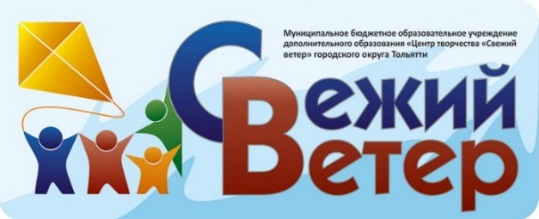 Муниципальное бюджетное образовательное учреждение
дополнительного образования «Центр творчества «Свежий
ветер» городского округа Тольятти
Свежий
Ветер